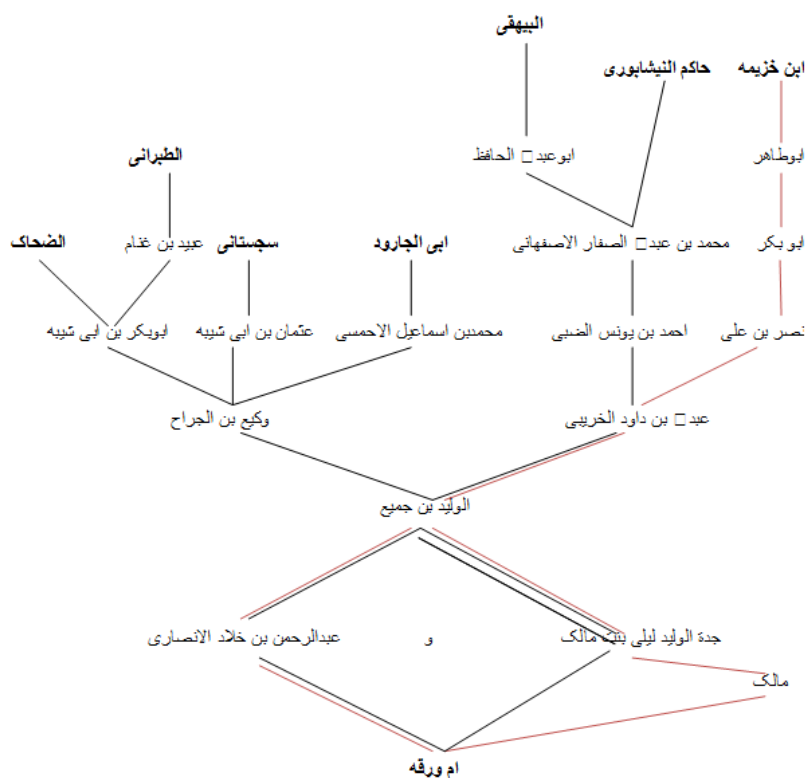 البیهقی
حاکم النیشابوری
ابن خزیمه
الطبرانی
ابوعبد□ الحافظ
ابوطاهر
الضحاک
عبید بن غنام
سجستانی
ابی الجارود
محمد بن عبد□ الصفار الاصفهانی
ابو بکر
ابوبکر بن ابی شیبه
عثمان بن ابی شیبه
محمدبن اسماعیل الاحمسی
احمد بن یونس الضبی
نصر بن علی
وکیع بن الجراح
عبد□ بن داود الخریبی
الولید بن جمیع
عبدالرحمن بن خلاد الانصاری
و
جدة الولید لیلی بنت مالک
مالک
ام ورقه